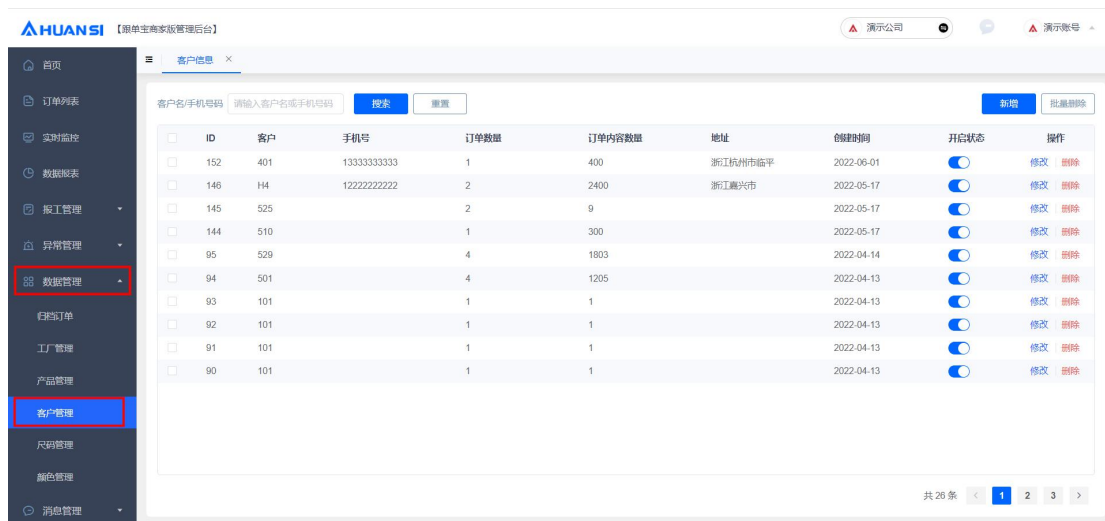 HUANSI 【跟单宝商家版管理后台】 演示公司 演示账号
首页
订单列表
实时监控
数据报表
报工管理
异常管理
数据管理
归档订单
工厂管理
产品管理
客户管理
尺码管理
颜色管理
消息管理
客户信息 ×
客户名/手机号码 请输入客户名或手机号码 搜索 重置 新增 批量删除
ID 客户 手机号 订单数量 订单内容数量 地址 创建时间 开启状态 操作
152 401 13333333333 1 400 浙江杭州市临平 2022-06-01 修改 删除
146 H4 12222222222 2 2400 浙江嘉兴市 2022-05-17 修改 删除
145 525 2 9 2022-05-17 修改 删除
144 510 1 300 2022-05-17 修改 删除
95 529 4 1803 2022-04-14 修改 删除
94 501 4 1205 2022-04-13 修改 删除
93 101 1 1 2022-04-13 修改 删除
92 101 1 1 2022-04-13 修改 删除
91 101 1 1 2022-04-13 修改 删除
90 101 1 1 2022-04-13 修改 删除
共 26 条 < 1 2 3 >